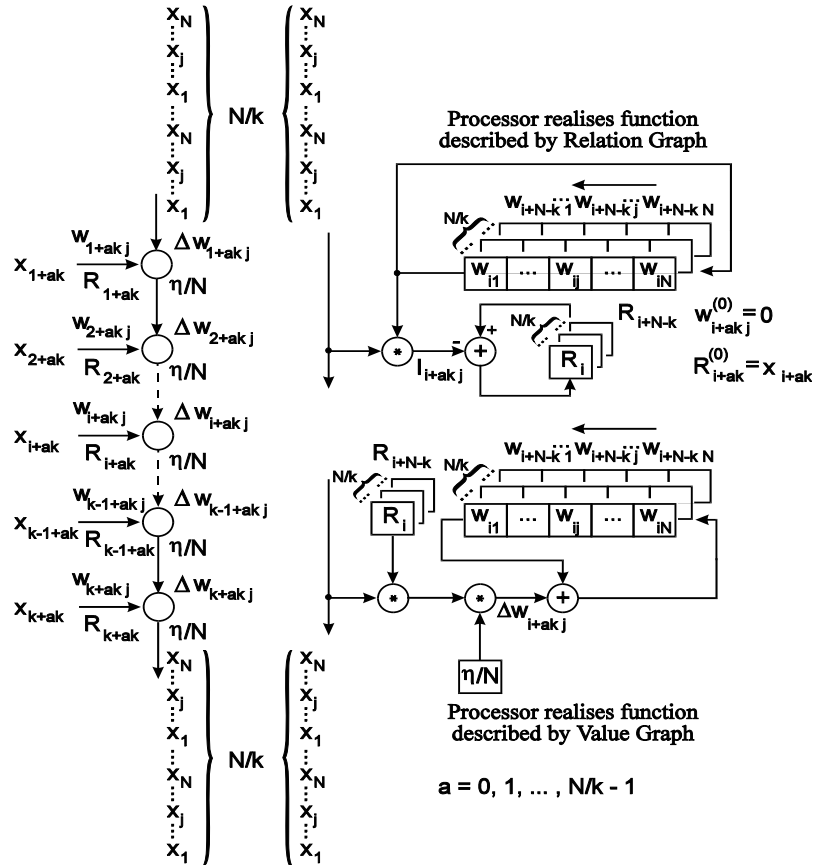 x_N
x_j
x_1
x_N
x_j
x_1
N/k
x_N
x_j
x_1
x_N
x_j
x_1
x_{1+ak}
w_{1+ak j}
R_{1+ak}
Δw_{1+ak j}
η/N
x_{2+ak}
w_{2+ak j}
R_{2+ak}
Δw_{2+ak j}
η/N
x_{i+ak}
w_{i+ak j}
R_{i+ak}
Δw_{i+ak j}
η/N
x_{k-1+ak}
w_{k-1+ak j}
R_{k-1+ak}
Δw_{k-1+ak j}
η/N
x_{k+ak}
w_{k+ak j}
R_{k+ak}
Δw_{k+ak j}
η/N
x_N
x_j
x_1
x_N
x_j
x_1
N/k
x_N
x_j
x_1
x_N
x_j
x_1
Processor realises function
described by Relation Graph
w_{i+N-k 1} ... w_{i+N-k j} ... w_{i+N-k N}
N/k
w_{i1} ... w_{ij} ... w_{iN}
* I_{i+ak j} - + +
N/k
R_i
R_{i+N-k}
w_{i+ak j}^{(0)} = 0
R_{i+ak}^{(0)} = x_{i+ak}
w_{i+N-k 1} ... w_{i+N-k j} ... w_{i+N-k N}
N/k
w_{i1} ... w_{ij} ... w_{iN}
R_{i+N-k}
N/k
R_i
* * Δw_{i+ak j} +
η/N
Processor realises function
described by Value Graph
a = 0, 1, ... , N/k - 1